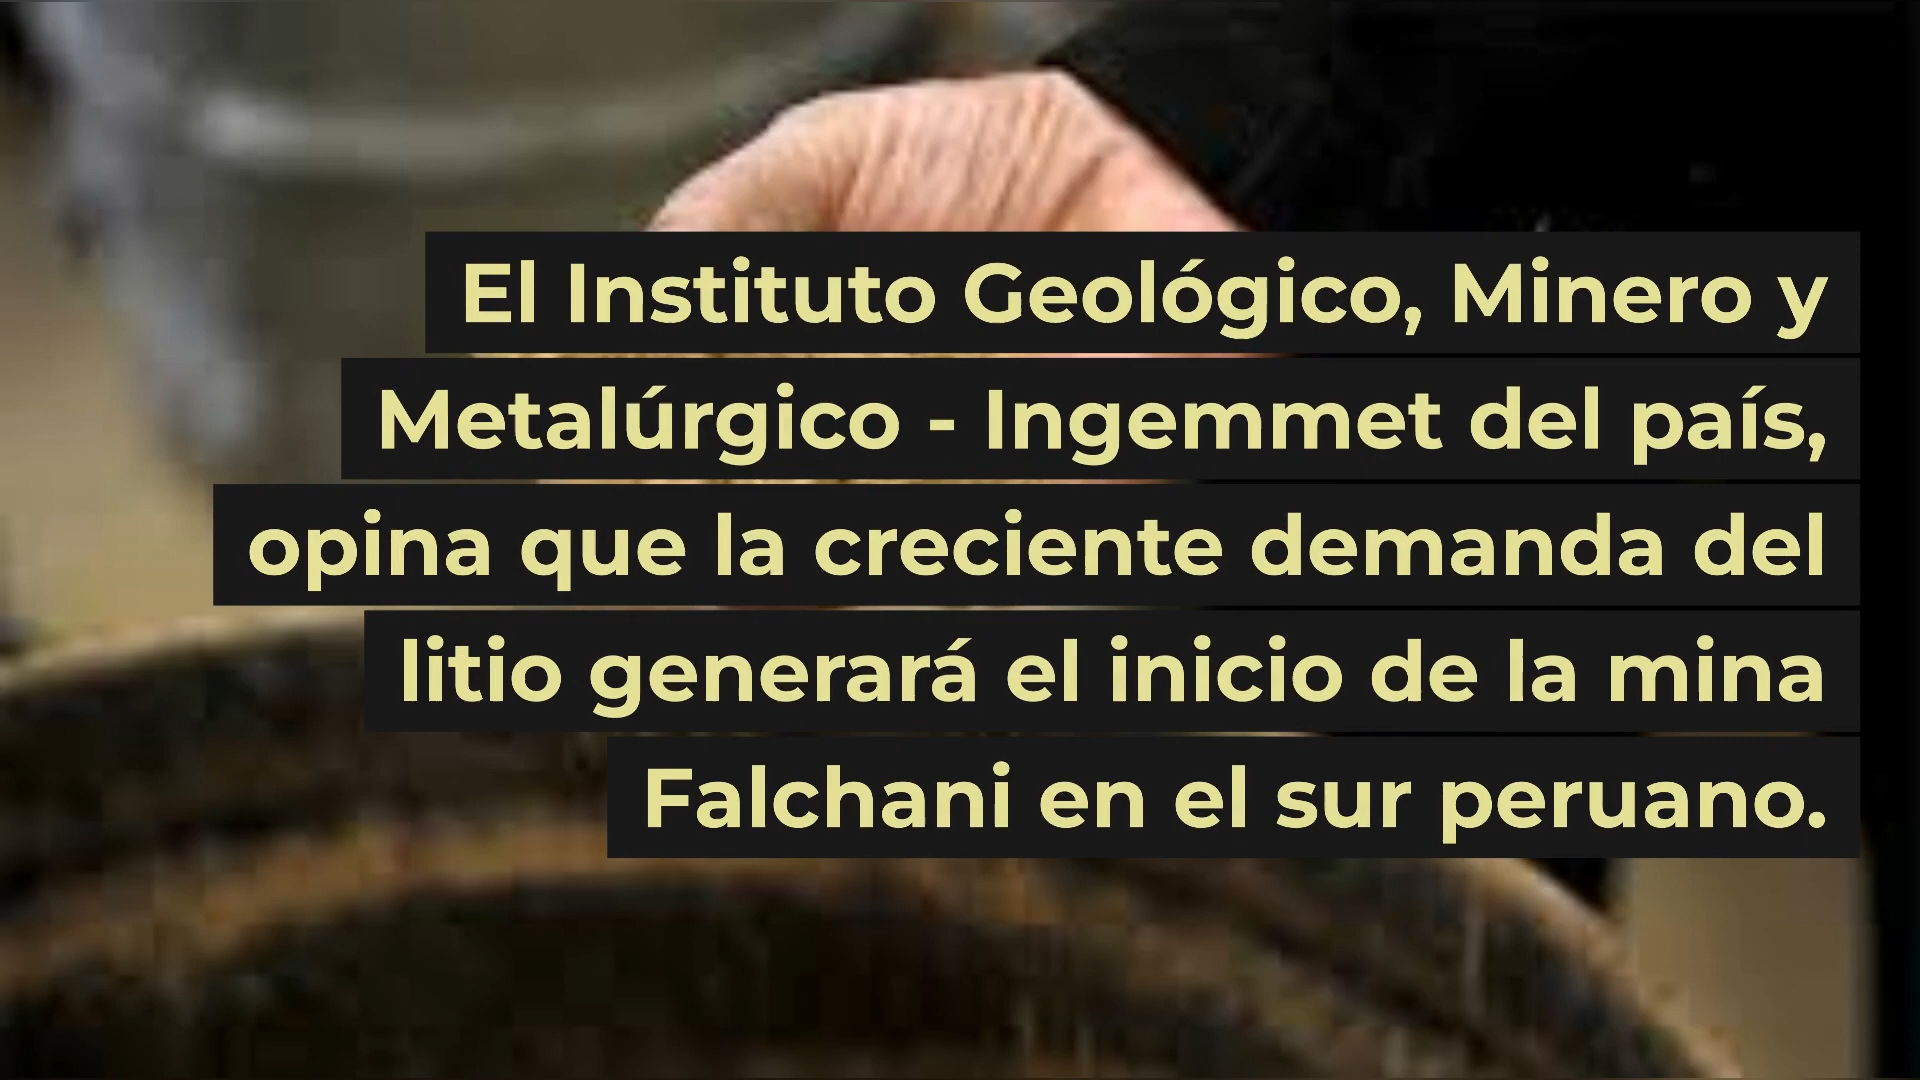 El Instituto Geológico, Minero y
Metalúrgico - Ingemmet del país,
opina que la creciente demanda del
litio generará el inicio de la mina
Falchani en el sur peruano.